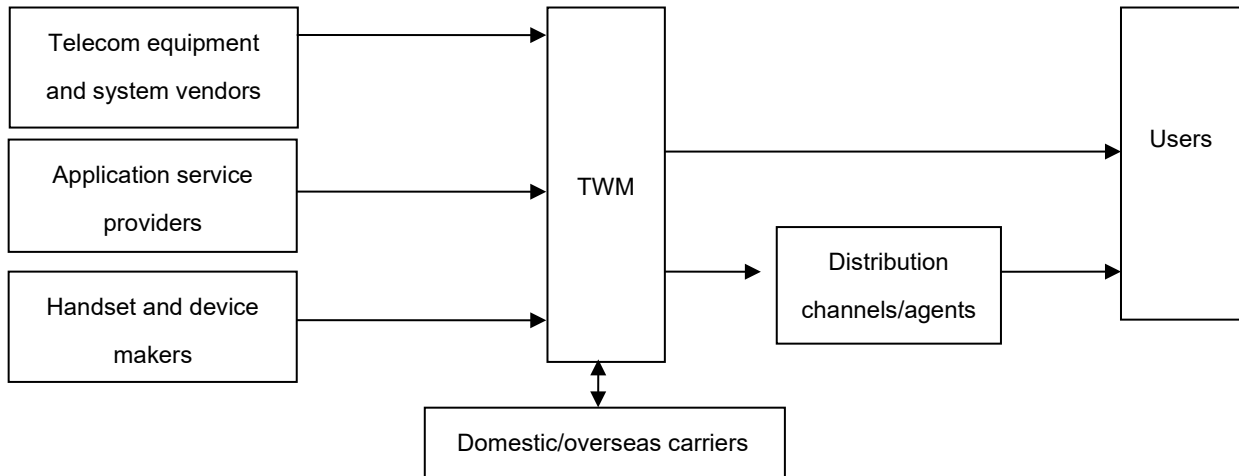 Telecom equipment
and system vendors
Application service
providers
Handset and device
makers
TWM
Distribution
channels/agents
Users
Domestic/overseas carriers